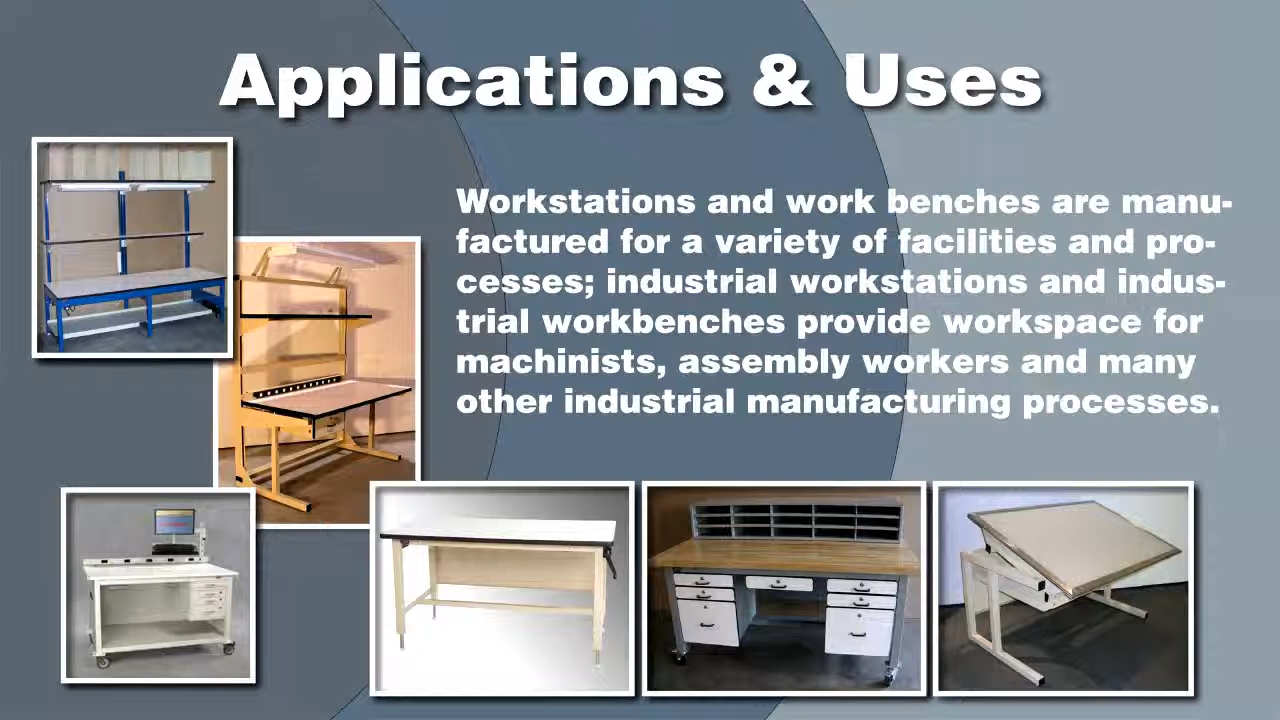 Applications & Uses
Workstations and work benches are manu-
factured for a variety of facilities and pro-
cesses; industrial workstations and indus-
trial workbenches provide workspace for
machinists, assembly workers and many
other industrial manufacturing processes.